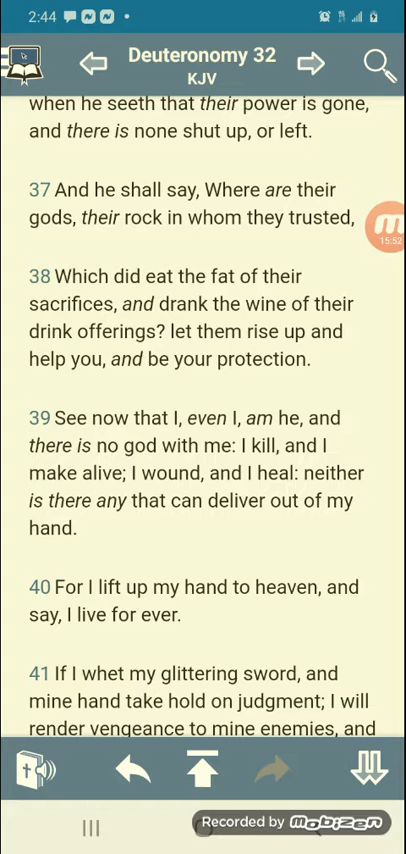 2:44
Deuteronomy 32
KJV
when he seeth that their power is gone,
and there is none shut up, or left.
37 And he shall say, Where are their
gods, their rock in whom they trusted,
15:52
38 Which did eat the fat of their
sacrifices, and drank the wine of their
drink offerings? let them rise up and
help you, and be your protection.
39 See now that I, even I, am he, and
there is no god with me: I kill, and I
make alive; I wound, and I heal: neither
is there any that can deliver out of my
hand.
40 For I lift up my hand to heaven, and
say, I live for ever.
41 If I whet my glittering sword, and
mine hand take hold on judgment; I will
render vengeance to mine enemies, and
Recorded by mobizen